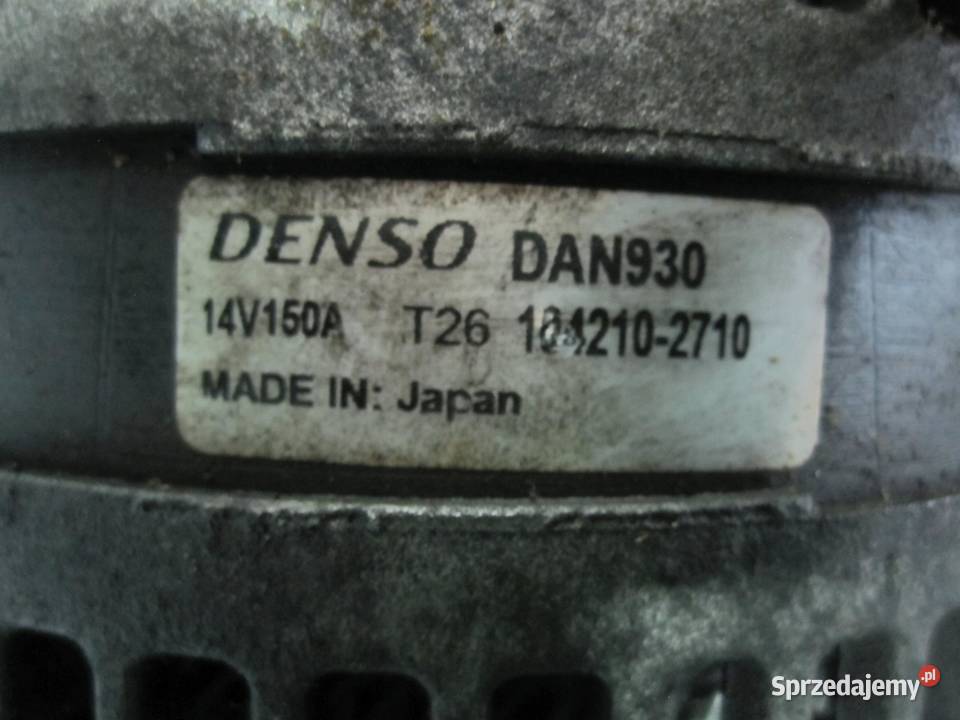 DENSO DAN930
14V150A T26 104210-2710
MADE IN: Japan
Sprzedajemy.pl